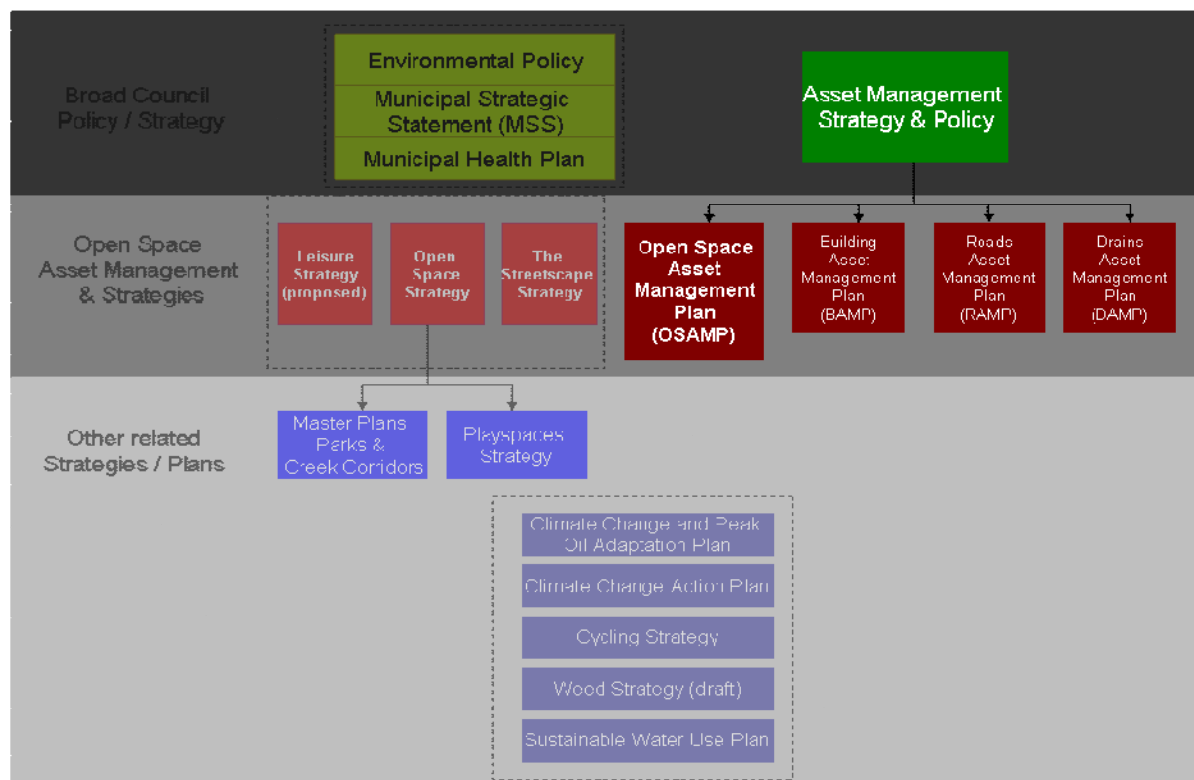 Broad Council
Policy / Strategy
Environmental Policy
Municipal Strategic
Statement (MSS)
Municipal Health Plan
Asset Management
Strategy & Policy
Open Space
Asset Management
& Strategies
Leisure
Strategy
(proposed)
Open
Space
Strategy
The
Streetscape
Strategy
Open Space
Asset
Management
Plan
(OSAMP)
Building
Asset
Management
Plan
(BAMP)
Roads
Asset
Management
Plan
(RAMP)
Drains
Asset
Management
Plan
(DAMP)
Other related
Strategies / Plans
Master Plans
Parks &
Creek Corridors
Playspaces
Strategy
Climate Change and Peak
Oil Adaptation Plan
Climate Change Action Plan
Cycling Strategy
Wood Strategy (draft)
Sustainable Water Use Plan